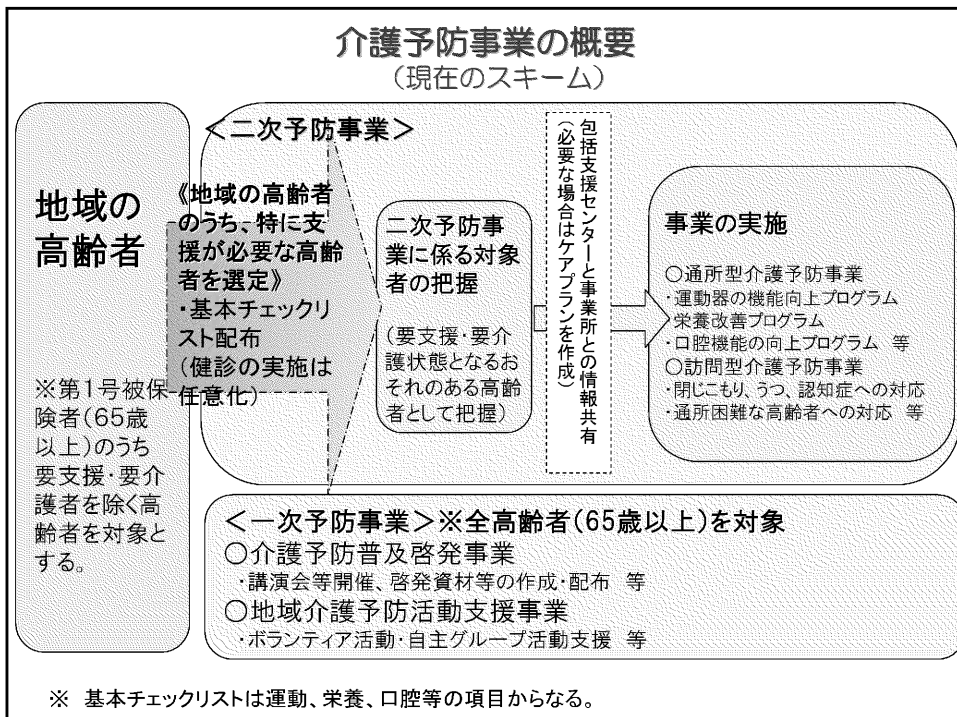 介護予防事業の概要
(現在のスキーム)
地域の
高齢者
※第1号被保
険者(65歳
以上)のうち
要支援・要介
護者を除く高
齢者を対象と
する。
＜二次予防事業＞
《地域の高齢者
のうち、特に支
援が必要な高齢
者を選定》
・基本チェックリ
スト配布
(健診の実施は
任意化)
二次予防事
業に係る対象
者の把握
(要支援・要介
護状態となるお
それのある高齢
者として把握)
包括支援センターと事業所との情報共有
(必要な場合はケアプランを作成)
事業の実施
○通所型介護予防事業
・運動器の機能向上プログラム
・栄養改善プログラム
・口腔機能の向上プログラム 等
○訪問型介護予防事業
・閉じこもり、うつ、認知症への対応
・通所困難な高齢者への対応 等
＜一次予防事業＞※全高齢者(65歳以上)を対象
○介護予防普及啓発事業
・講演会等開催、啓発資材等の作成・配布 等
○地域介護予防活動支援事業
・ボランティア活動・自主グループ活動支援 等
※ 基本チェックリストは運動、栄養、口腔等の項目からなる。